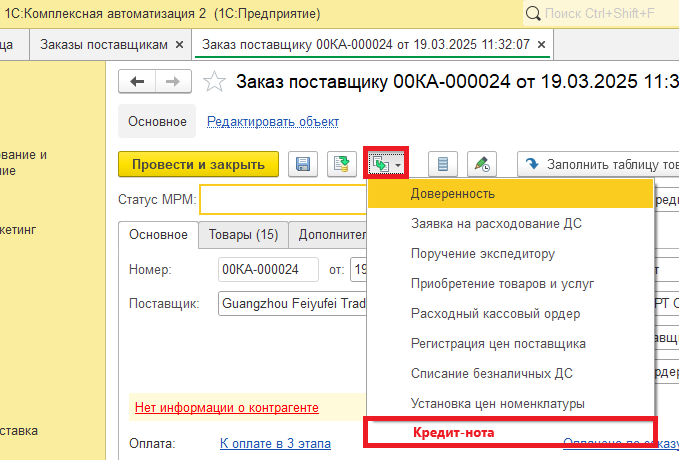 1С:Комплексная автоматизация 2 (1С:Предприятие)
Поиск Ctrl+Shift+F
ца
Заказы поставщикам ×
Заказ поставщику 00КА-000024 от 19.03.2025 11:32:07 ×
Заказ поставщику 00КА-000024 от 19.03.2025 11:3
Основное
Редактировать объект
Провести и закрыть
Заполнить таблицу тов
вание и
ние
кетинг
ставка
Статус МРМ:
Основное
Товары (15)
Дополнител
Номер:
00КА-000024
от:
19
Поставщик:
Guangzhou Feiyufei Trad
Нет информации о контрагенте
Оплата:
К оплате в 3 этапа
Оплачено по заказу
Доверенность
Заявка на расходование ДС
Поручение экспедитору
Приобретение товаров и услуг
Расходный кассовый ордер
Регистрация цен поставщика
Списание безналичных ДС
Установка цен номенклатуры
Кредит-нота